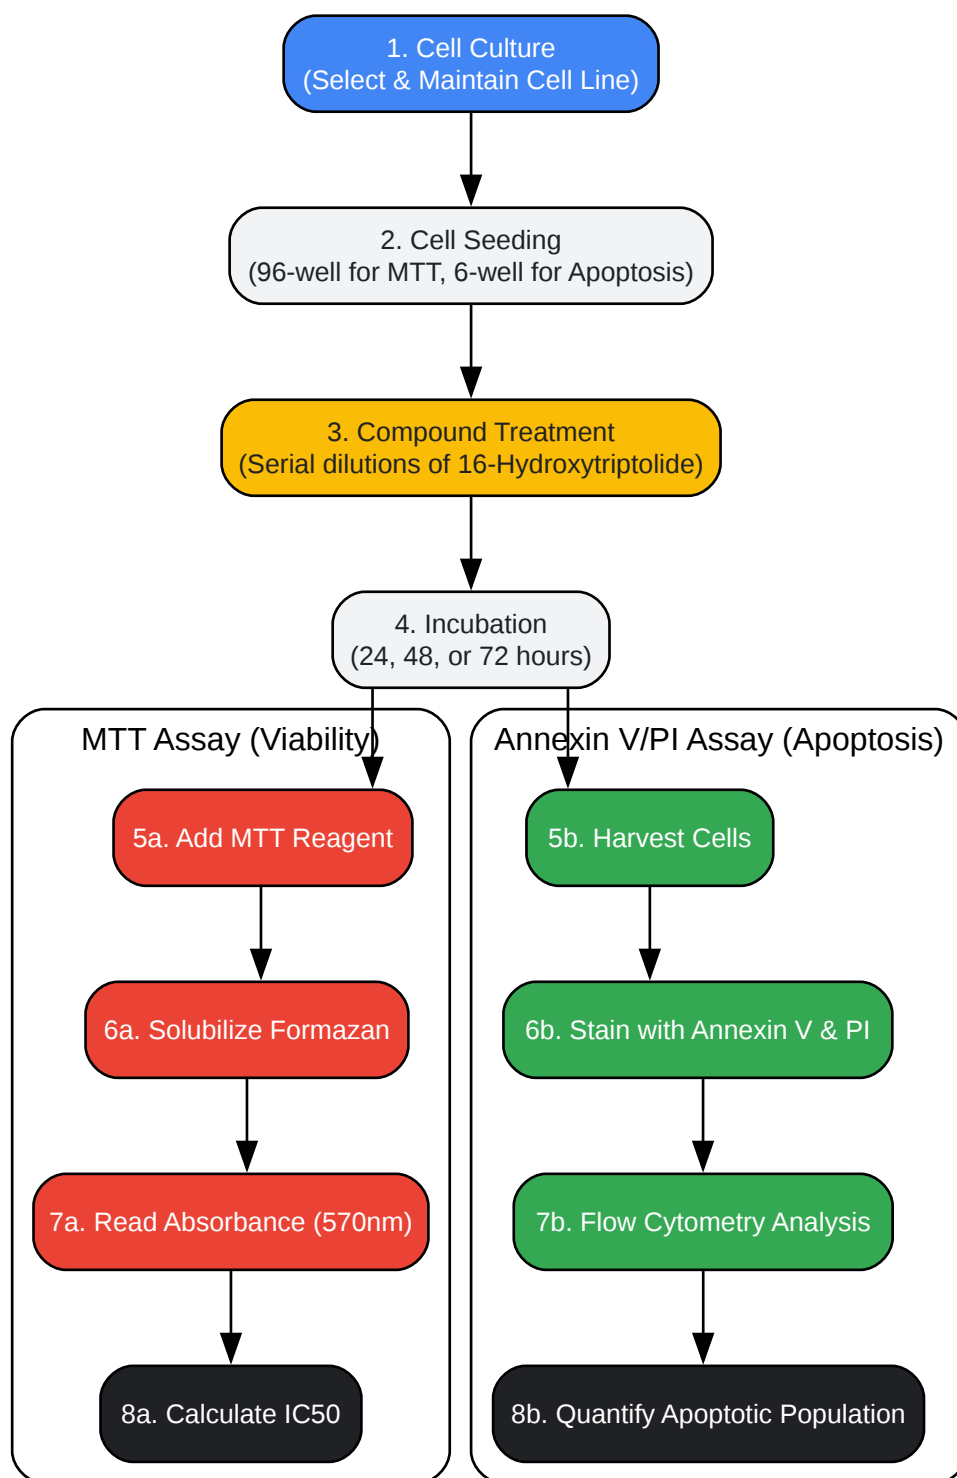 1. Cell Culture
(Select & Maintain Cell Line)
2. Cell Seeding
(96-well for MTT, 6-well for Apoptosis)
3. Compound Treatment
(Serial dilutions of 16-Hydroxytriptolide)
4. Incubation
(24, 48, or 72 hours)
MTT Assay (Viability)
5a. Add MTT Reagent
6a. Solubilize Formazan
7a. Read Absorbance (570nm)
8a. Calculate IC50
Annexin V/PI Assay (Apoptosis)
5b. Harvest Cells
6b. Stain with Annexin V & PI
7b. Flow Cytometry Analysis
8b. Quantify Apoptotic Population